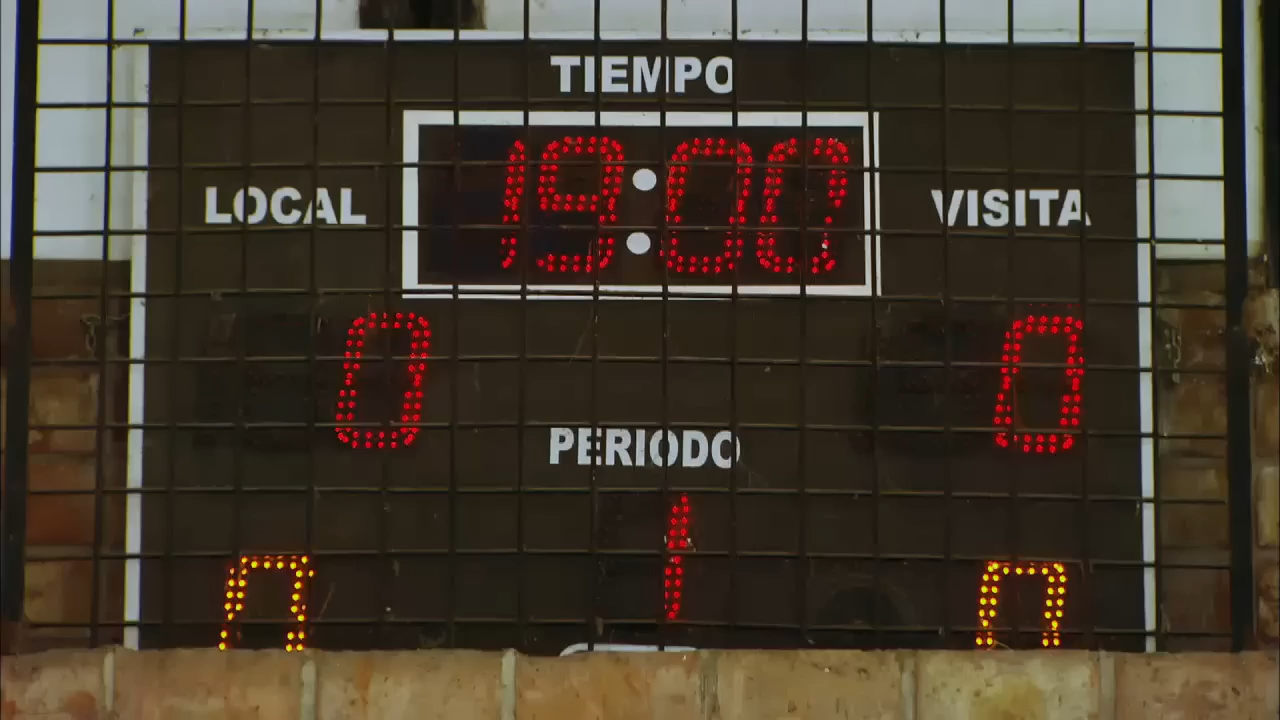 TIEMPO
LOCAL 19:00 VISITA
0 0
PERIODO
1
0 0